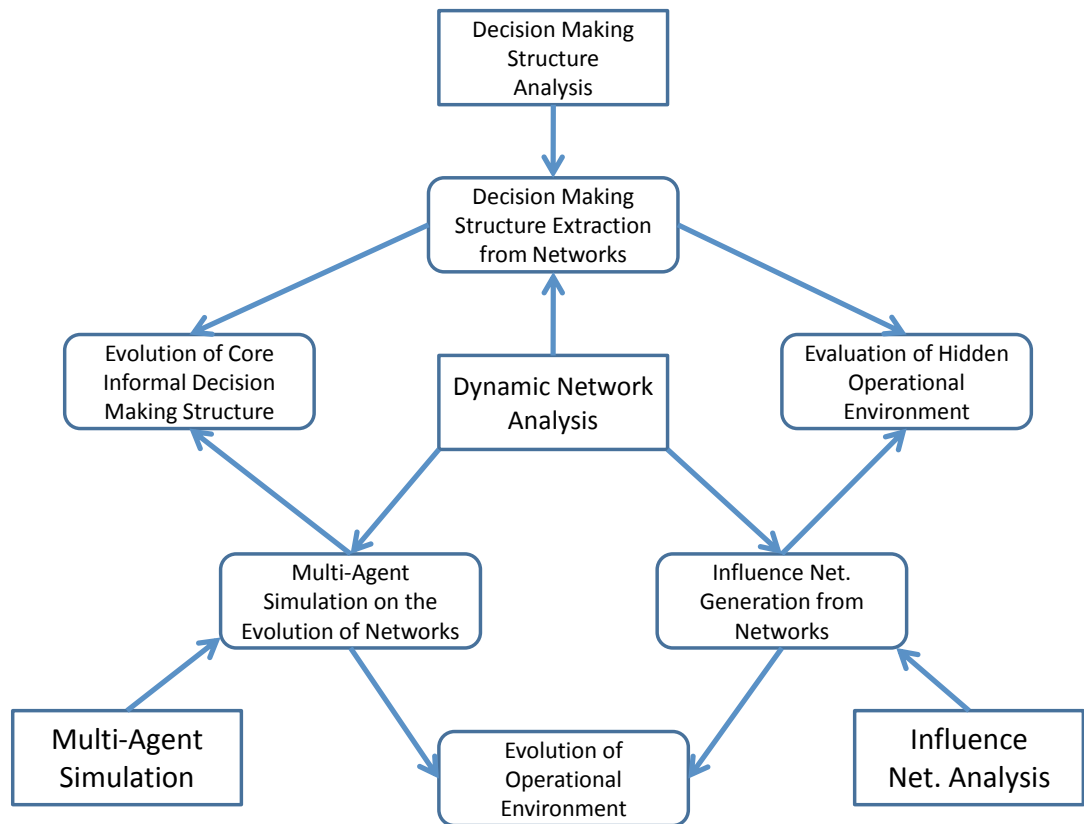 Decision Making
Structure
Analysis
Decision Making
Structure Extraction
from Networks
Evolution of Core
Informal Decision
Making Structure
Dynamic Network
Analysis
Evaluation of Hidden
Operational
Environment
Multi-Agent
Simulation on the
Evolution of Networks
Influence Net.
Generation from
Networks
Multi-Agent
Simulation
Evolution of
Operational
Environment
Influence
Net. Analysis